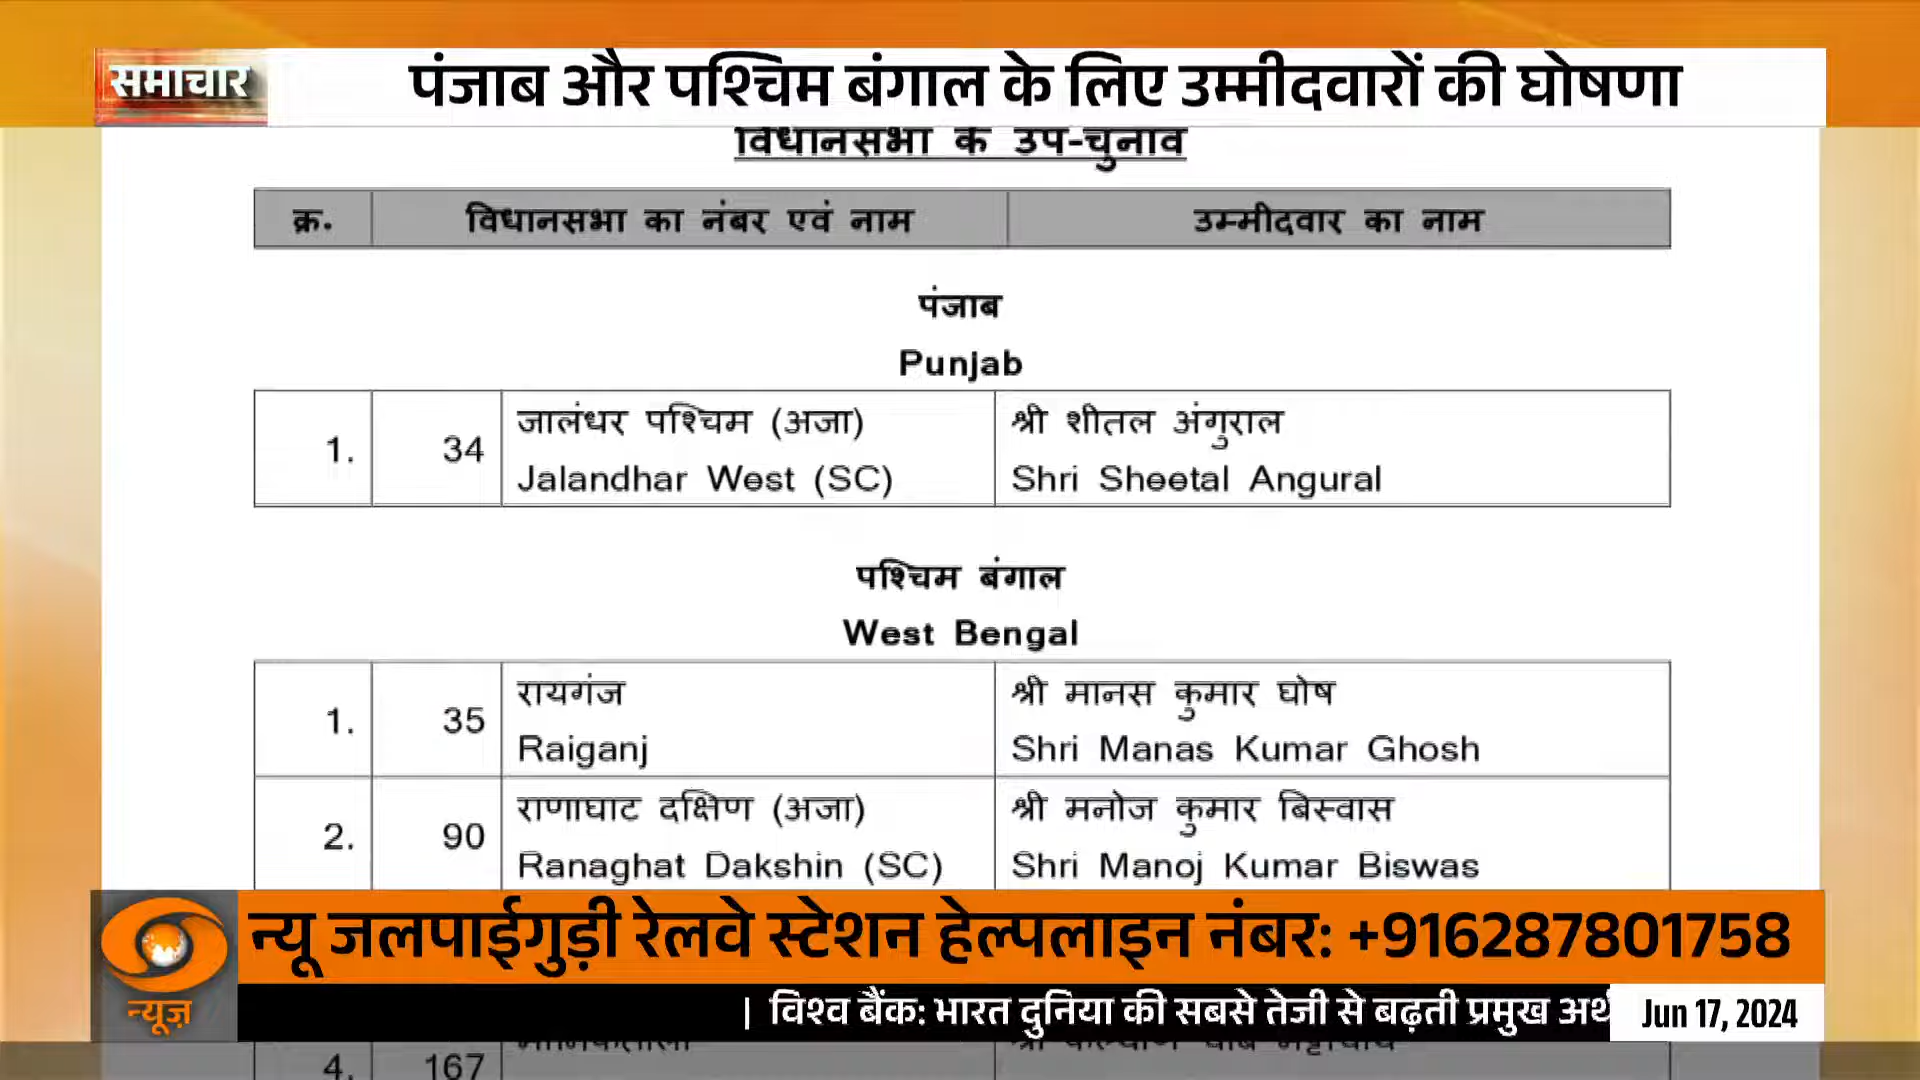 समाचार
पंजाब और पश्चिम बंगाल के लिए उम्मीदवारों की घोषणा
विधानसभा के उप-चुनाव
क्र. विधानसभा का नंबर एवं नाम उम्मीदवार का नाम
पंजाब
Punjab
1. 34 जालंधर पश्चिम (अजा) श्री शीतल अंगुराल
Jalandhar West (SC) Shri Sheetal Angural
पश्चिम बंगाल
West Bengal
1. 35 रायगंज श्री मानस कुमार घोष
Raiganj Shri Manas Kumar Ghosh
2. 90 राणाघाट दक्षिण (अजा) श्री मनोज कुमार बिस्वास
Ranaghat Dakshin (SC) Shri Manoj Kumar Biswas
न्यू जलपाईगुड़ी रेलवे स्टेशन हेल्पलाइन नंबर: +916287801758
न्यूज़
| विश्व बैंक: भारत दुनिया की सबसे तेजी से बढ़ती प्रमुख
Jun 17, 2024
4. 167